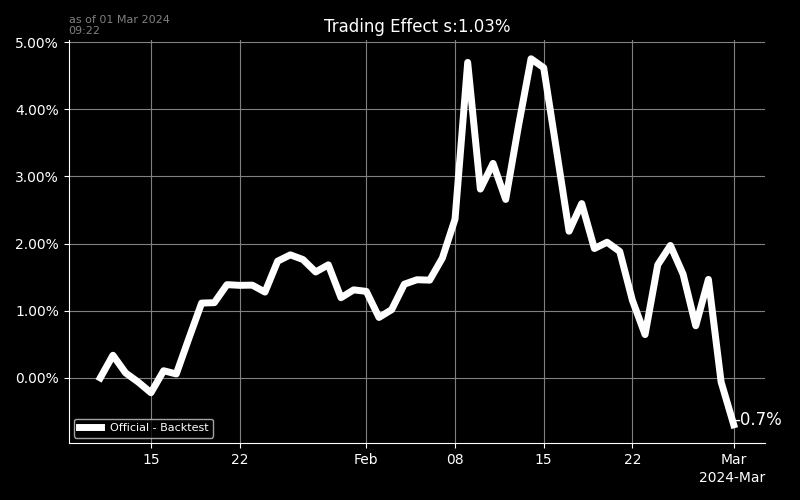 as of 01 Mar 2024
09:22
Trading Effect s:1.03%
5.00%
4.00%
3.00%
2.00%
1.00%
0.00%
-0.7%
Official - Backtest
15 22 Feb 08 15 22 Mar
2024-Mar